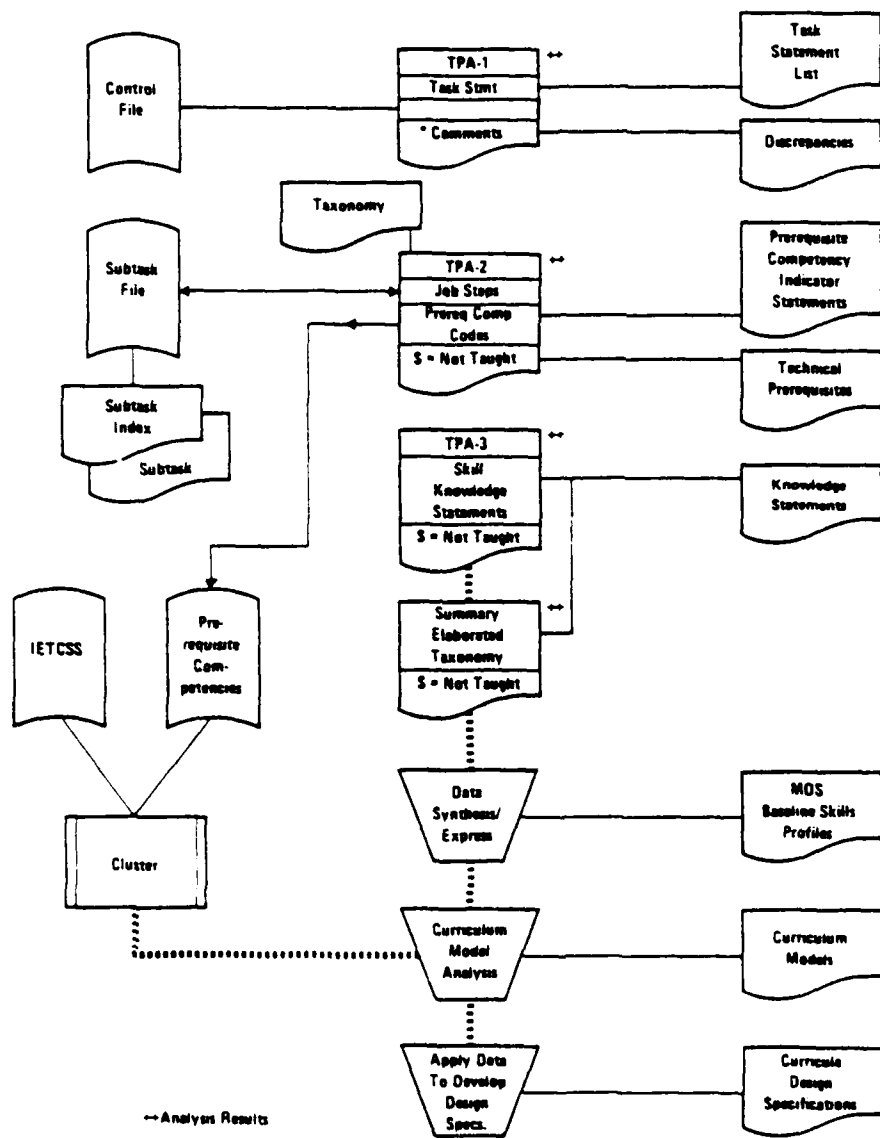 Control
File
TPA-1
Task Stmt
* Comments
↔
Task
Statement
List
Discrepancies
Taxonomy
Subtask
File
TPA-2
Job Steps
Prereq Comp
Codes
S = Not Taught
↔
Prerequisite
Competency
Indicator
Statements
Technical
Prerequisites
Subtask
Index
Subtask
TPA-3
Skill
Knowledge
Statements
S = Not Taught
↔
Knowledge
Statements
IETCSS
Pre-
requisite
Com-
petencies
Summary
Elaborated
Taxonomy
S = Not Taught
↔
Data
Synthesis/
Express
MOS
Baseline Skills
Profiles
Cluster
Curriculum
Model
Analysis
Curriculum
Models
Apply Data
To Develop
Design
Specs.
Curricula
Design
Specifications
↔Analysis Results